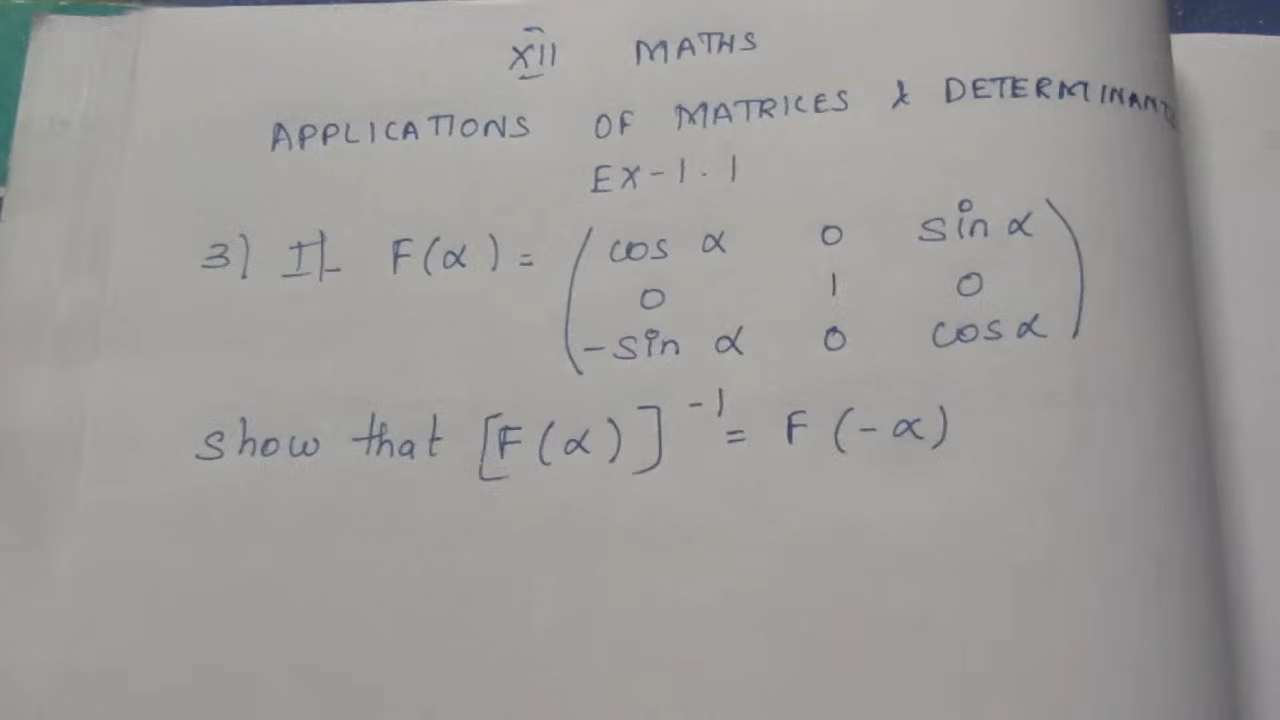 XII MATHS
APPLICATIONS OF MATRICES & DETERMINANTS
EX-1.1
3) If F(α) = ( cos α 0 sin α
0 1 0
-sin α 0 cos α )
show that [F(α)]⁻¹ = F(-α)